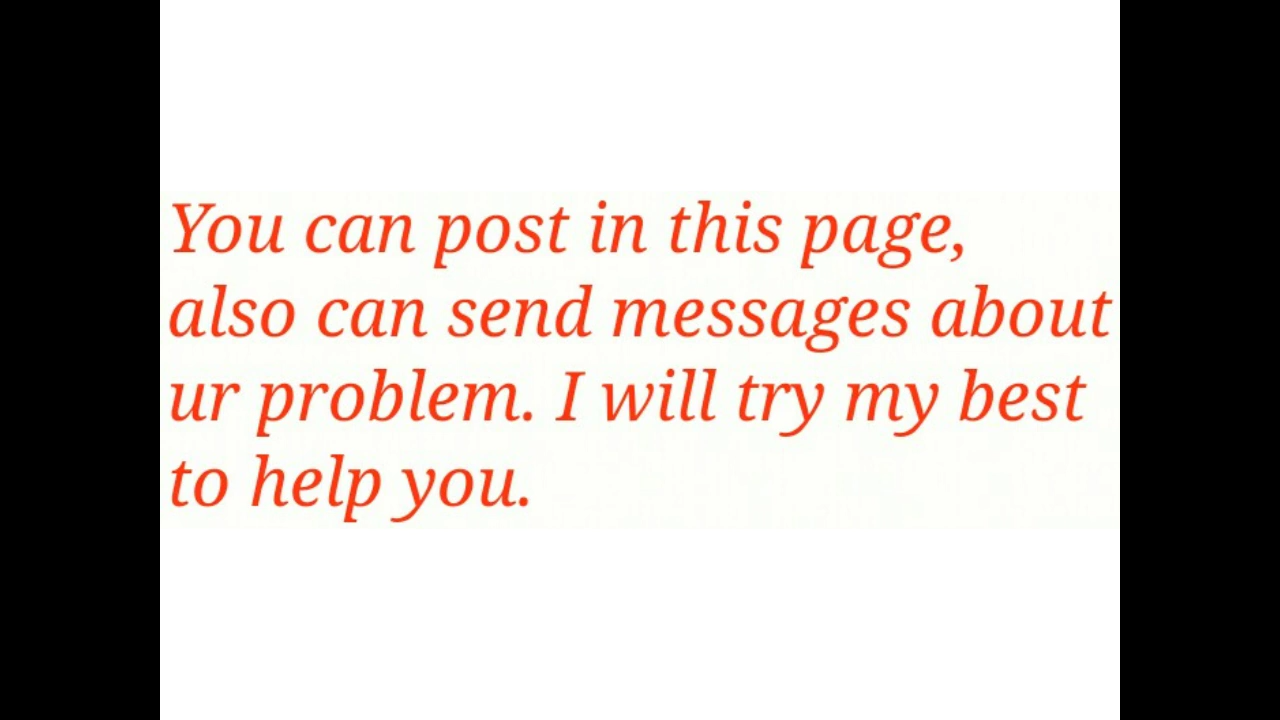 You can post in this page,
also can send messages about
ur problem. I will try my best
to help you.